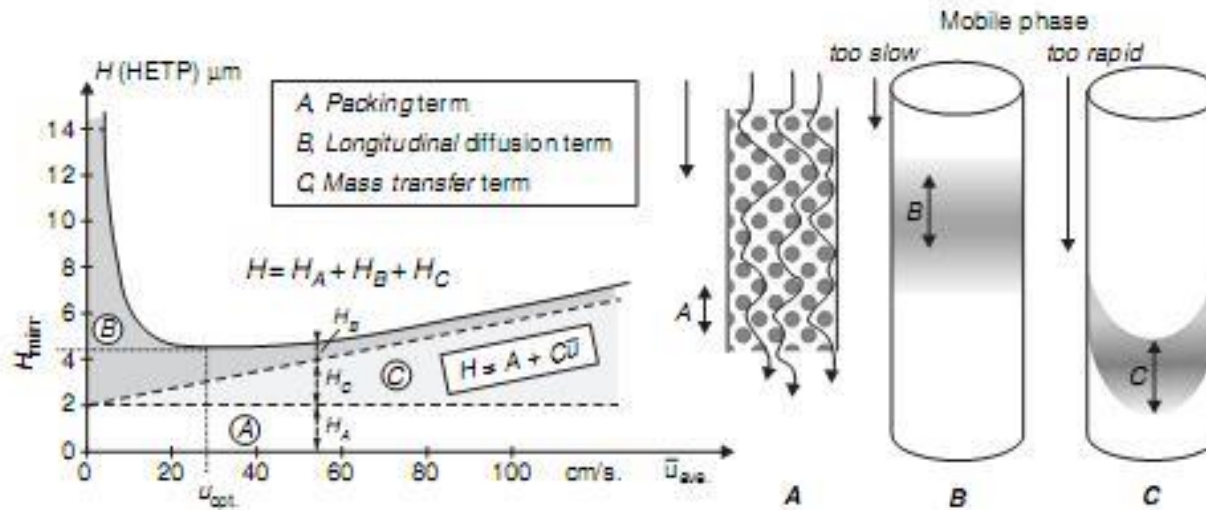 H (HETP) µm
14
12
10
8
6
4
2
0
H_min
A, Packing term
B, Longitudinal diffusion term
C, Mass transfer term
H = H_A + H_B + H_C
B
H_B
H_C
C
H = A + Cū
A
H_A
0 20 40 60 80 100 cm/s. ū_ave.
u_opt.
Mobile phase
too slow
too rapid
A
B
C
A B C